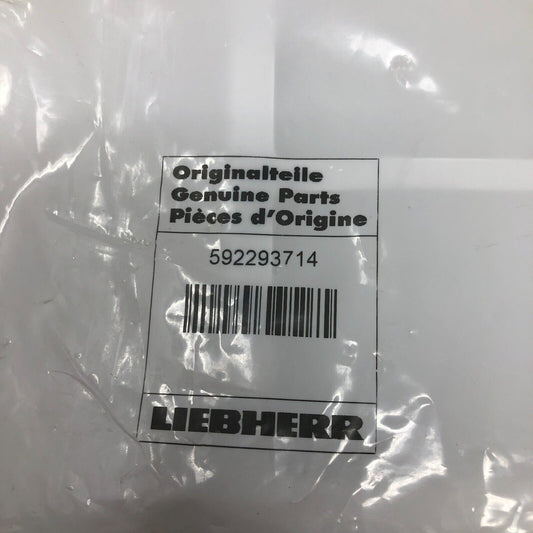 Originalteile
Genuine Parts
Pièces d'Origine
592293714
LIEBHERR